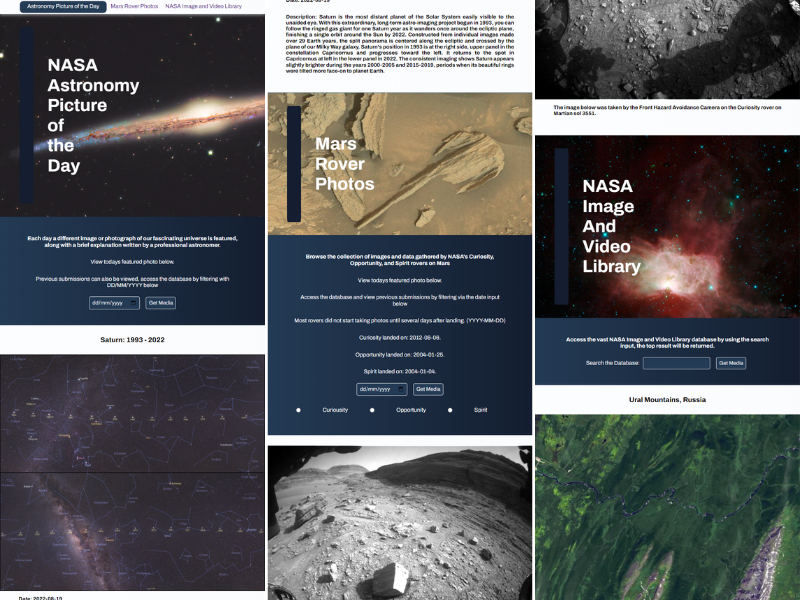 Astronomy Picture of the Day
Mars Rover Photos
NASA Image and Video Library
NASA
Astronomy
Picture
of
the
Day
Each day a different image or photograph of our fascinating universe is featured,
along with a brief explanation written by a professional astronomer.
View todays featured photo below.
Previous submissions can also be viewed, access the database by filtering with
DD/MM/YYYY below
dd/mm/yyyy
Get Media
Saturn: 1993 - 2022
Date: 2022-08-19
Description: Saturn is the most distant planet of the Solar System easily visible to the
unaided eye. With this extraordinary, long-term astro-imaging project begun in 1993, you can
follow the ringed gas giant for one Saturn year as it wanders once around the ecliptic plane,
finishing a single orbit around the Sun by 2022. Constructed from individual images made
over 29 Earth years, the split panorama is centered along the ecliptic and crossed by the
plane of our Milky Way galaxy. Saturn's position in 1993 is at the right side, upper panel in the
constellation Capricornus and progresses toward the left. It returns to the spot in
Capricornus at left in the lower panel in 2022. The consistent imaging shows Saturn appears
slightly brighter during the years 2000-2005 and 2015-2019, periods when its beautiful rings
were tilted more face-on to planet Earth.
Mars
Rover
Photos
Browse the collection of images and data gathered by NASA's Curiosity,
Opportunity, and Spirit rovers on Mars
View todays featured photo below.
Access the database and view previous submissions by filtering via the date input
below
Most rovers did not start taking photos until several days after landing. (YYYY-MM-DD)
Curiosity landed on: 2012-08-06.
Opportunity landed on: 2004-01-25.
Spirit landed on: 2004-01-04.
dd/mm/yyyy
Get Media
Curiousity
Opportunity
Spirit
The image below was taken by the Front Hazard Avoidance Camera on the Curiosity rover on
Martian sol 3551.
NASA
Image
And
Video
Library
Access the vast NASA Image and Video Library database by using the search
input, the top result will be returned.
Search the Database:
Get Media
Ural Mountains, Russia